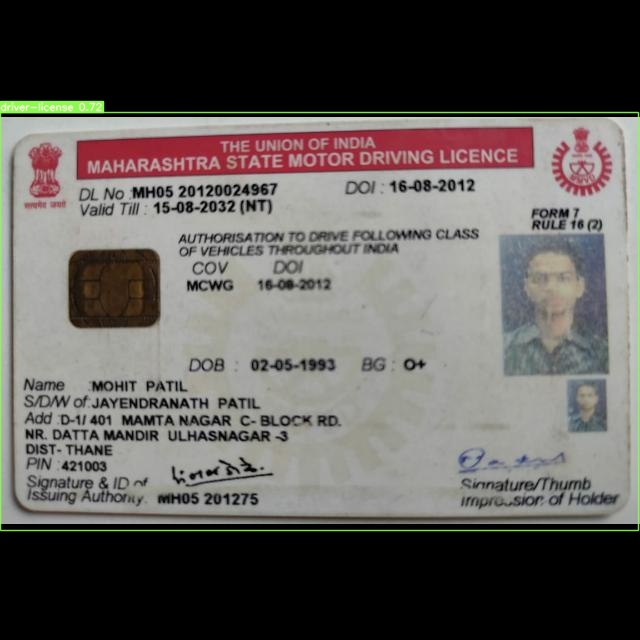 driver-license 0.72
THE UNION OF INDIA
MAHARASHTRA STATE MOTOR DRIVING LICENCE
सत्यमेव जयते
DL No :MH05 20120024967 DOI : 16-08-2012
Valid Till : 15-08-2032 (NT)
FORM 7
RULE 16 (2)
AUTHORISATION TO DRIVE FOLLOWING CLASS
OF VEHICLES THROUGHOUT INDIA
COV DOI
MCWG 16-08-2012
DOB : 02-05-1993 BG : O+
Name :MOHIT PATIL
S/D/W of:JAYENDRANATH PATIL
Add :D-1/ 401 MAMTA NAGAR C- BLOCK RD.
NR. DATTA MANDIR ULHASNAGAR -3
DIST- THANE
PIN :421003
Signature & ID of
Issuing Authority: MH05 201275
Signature/Thumb
Impression of Holder